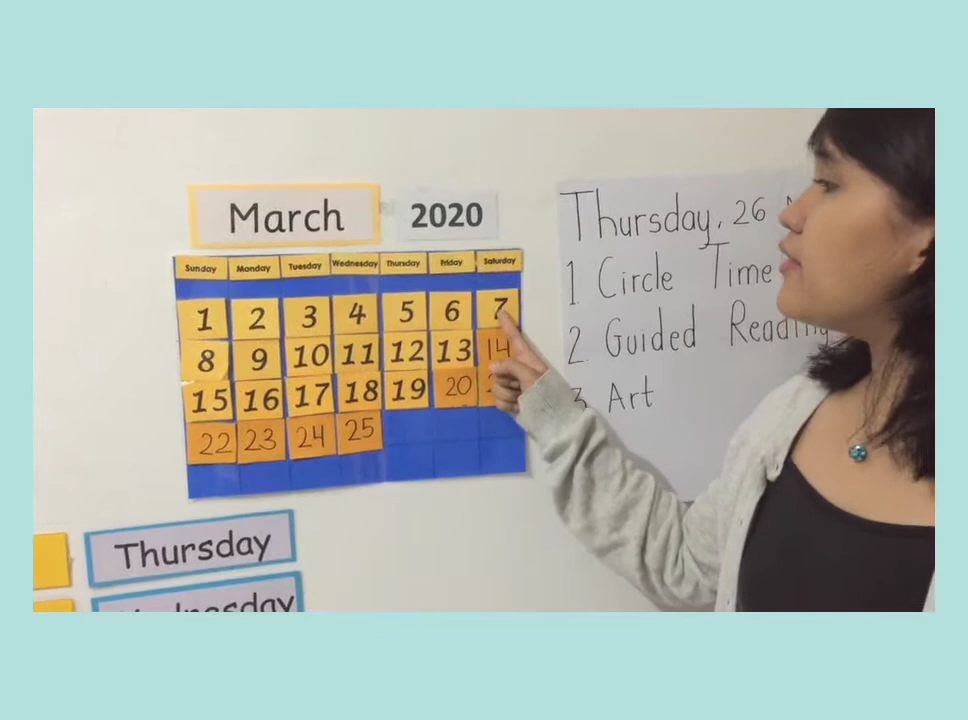 March 2020
Sunday Monday Tuesday Wednesday Thursday Friday Saturday
1 2 3 4 5 6 7
8 9 10 11 12 13 14
15 16 17 18 19 20
22 23 24 25
Thursday, 26
1 Circle Time
2 Guided Reading
3 Art
Thursday